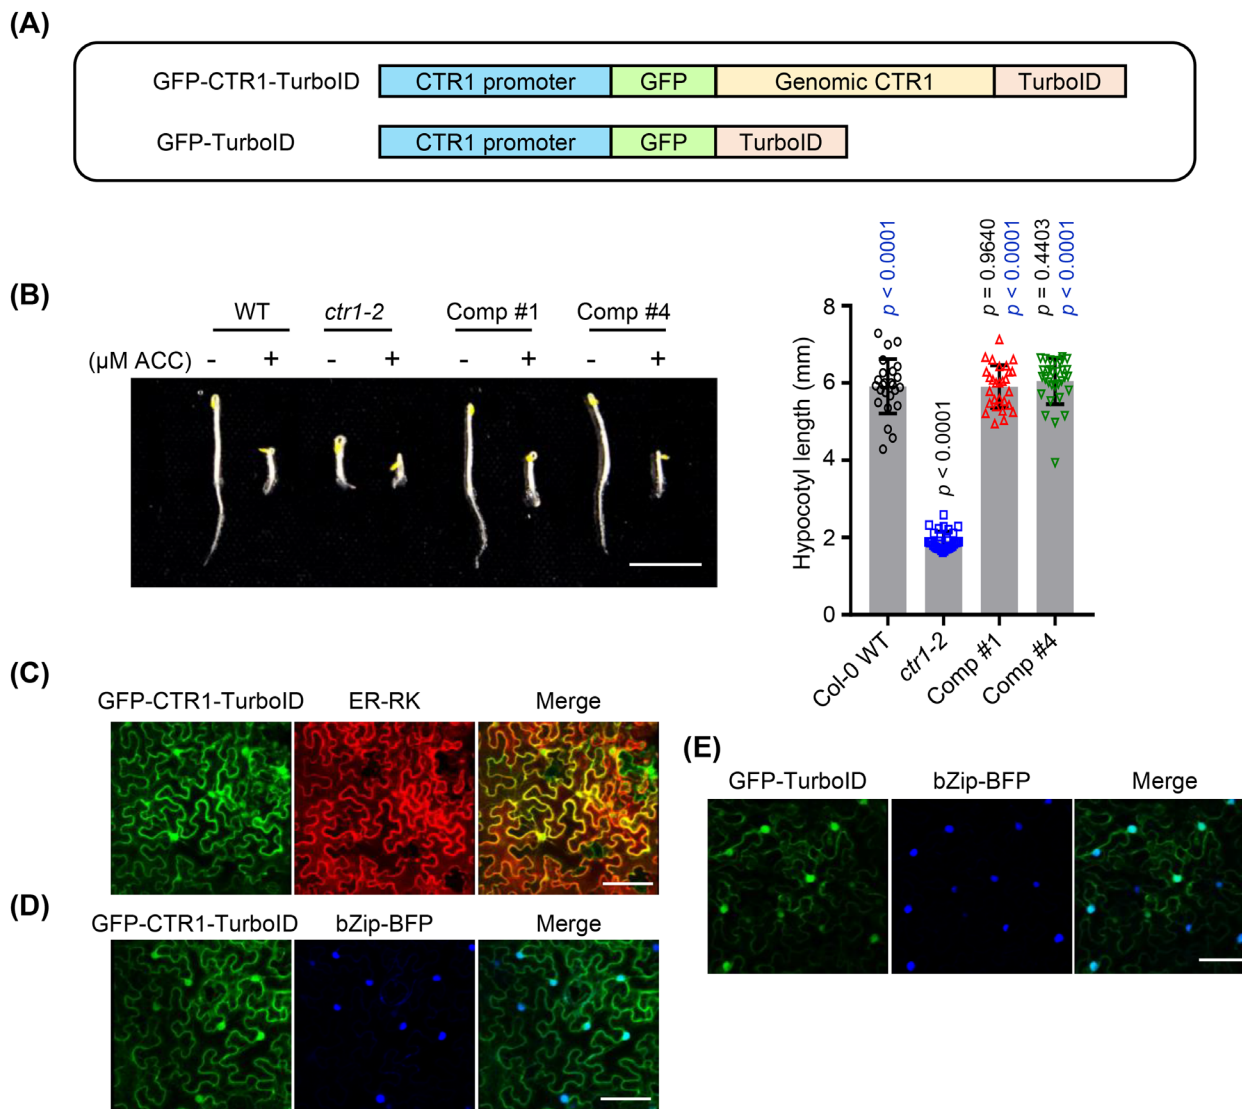 (A)
GFP-CTR1-TurboID
CTR1 promoter
GFP
Genomic CTR1
TurboID
GFP-TurboID
CTR1 promoter
GFP
TurboID
(B)
WT
ctr1-2
Comp #1
Comp #4
(μM ACC)
- + - + - + - +
Hypocotyl length (mm)
8
6
4
2
0
p < 0.0001
p < 0.0001
p = 0.9640
p < 0.0001
p = 0.4403
p < 0.0001
Col-0 WT
ctr1-2
Comp #1
Comp #4
(C)
GFP-CTR1-TurboID
ER-RK
Merge
(D)
GFP-CTR1-TurboID
bZip-BFP
Merge
(E)
GFP-TurboID
bZip-BFP
Merge